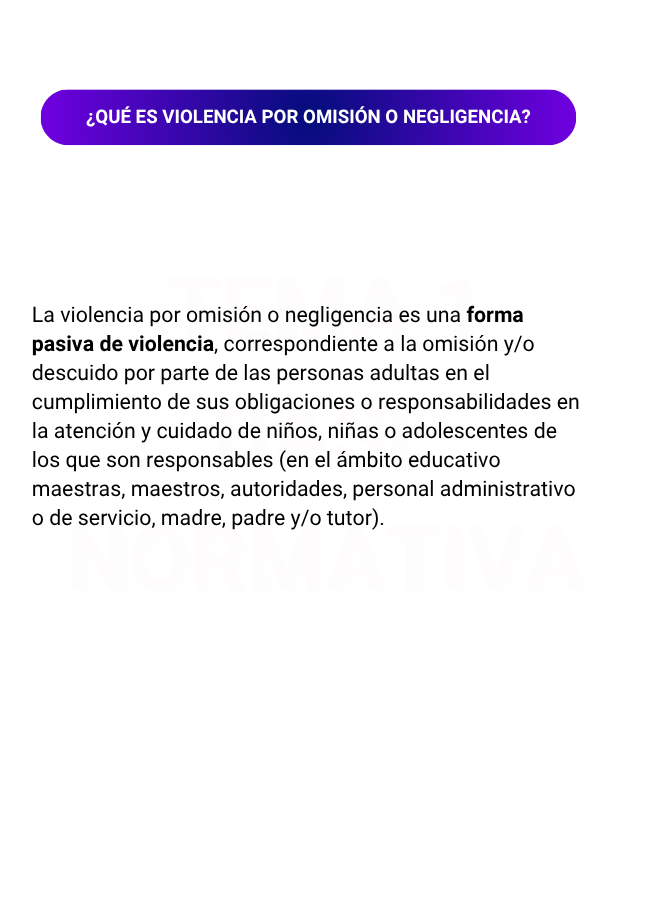 ¿QUÉ ES VIOLENCIA POR OMISIÓN O NEGLIGENCIA?
TEMA 1
La violencia por omisión o negligencia es una forma
pasiva de violencia, correspondiente a la omisión y/o
descuido por parte de las personas adultas en el
cumplimiento de sus obligaciones o responsabilidades en
la atención y cuidado de niños, niñas o adolescentes de
los que son responsables (en el ámbito educativo
maestras, maestros, autoridades, personal administrativo
o de servicio, madre, padre y/o tutor).
NORMATIVA